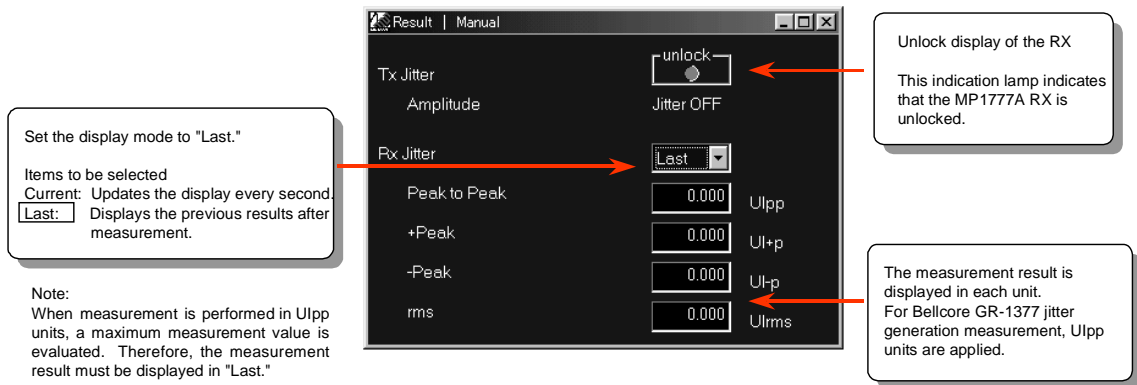 Result | Manual
Tx Jitter
unlock
Amplitude
Jitter OFF
Rx Jitter
Last
Peak to Peak
0.000
UIpp
+Peak
0.000
UI+p
-Peak
0.000
UI-p
rms
0.000
UIrms
Set the display mode to "Last."
Items to be selected
Current: Updates the display every second.
Last: Displays the previous results after
measurement.
Note:
When measurement is performed in UIpp
units, a maximum measurement value is
evaluated. Therefore, the measurement
result must be displayed in "Last."
Unlock display of the RX
This indication lamp indicates
that the MP1777A RX is
unlocked.
The measurement result is
displayed in each unit.
For Bellcore GR-1377 jitter
generation measurement, UIpp
units are applied.